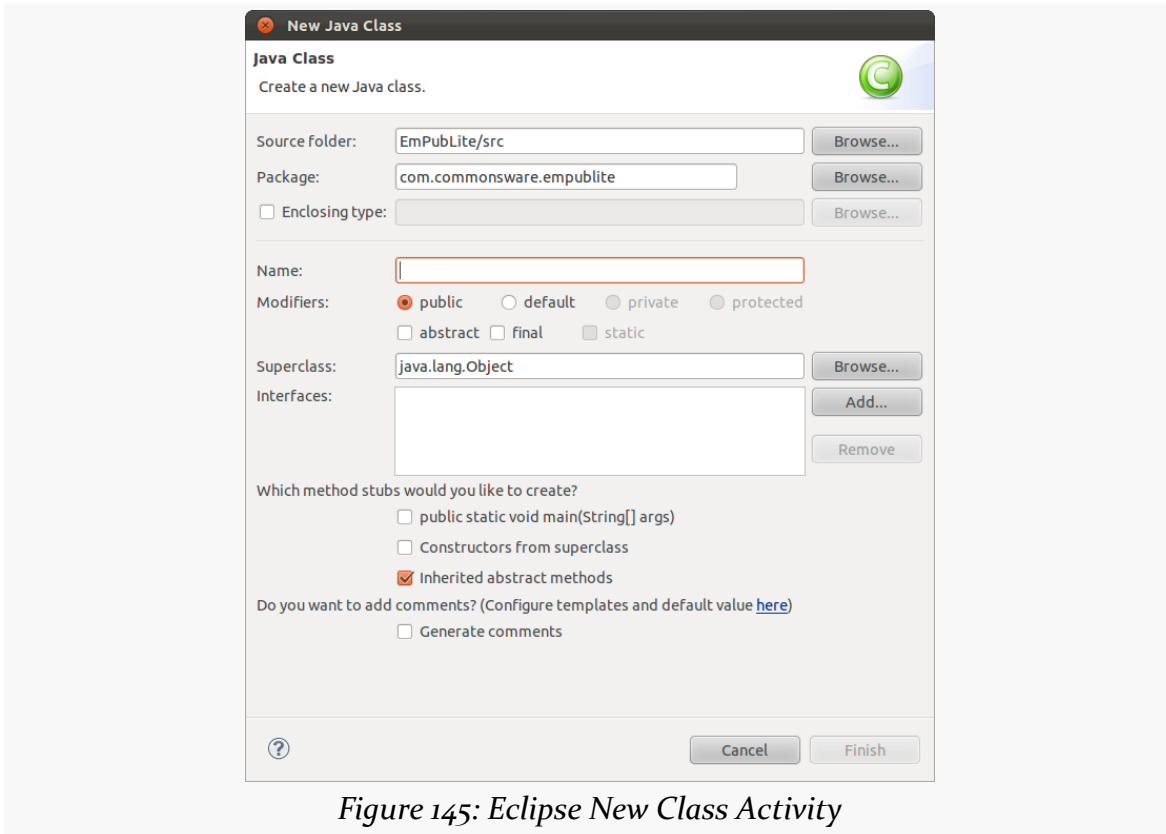 New Java Class
Java Class
Create a new Java class.
C
Source folder: EmPubLite/src Browse...
Package: com.commonsware.empublite Browse...
Enclosing type: Browse...
Name:
Modifiers: public default private protected
abstract final static
Superclass: java.lang.Object Browse...
Interfaces: Add...
Remove
Which method stubs would you like to create?
public static void main(String[] args)
Constructors from superclass
Inherited abstract methods
Do you want to add comments? (Configure templates and default value here)
Generate comments
? Cancel Finish
Figure 145: Eclipse New Class Activity